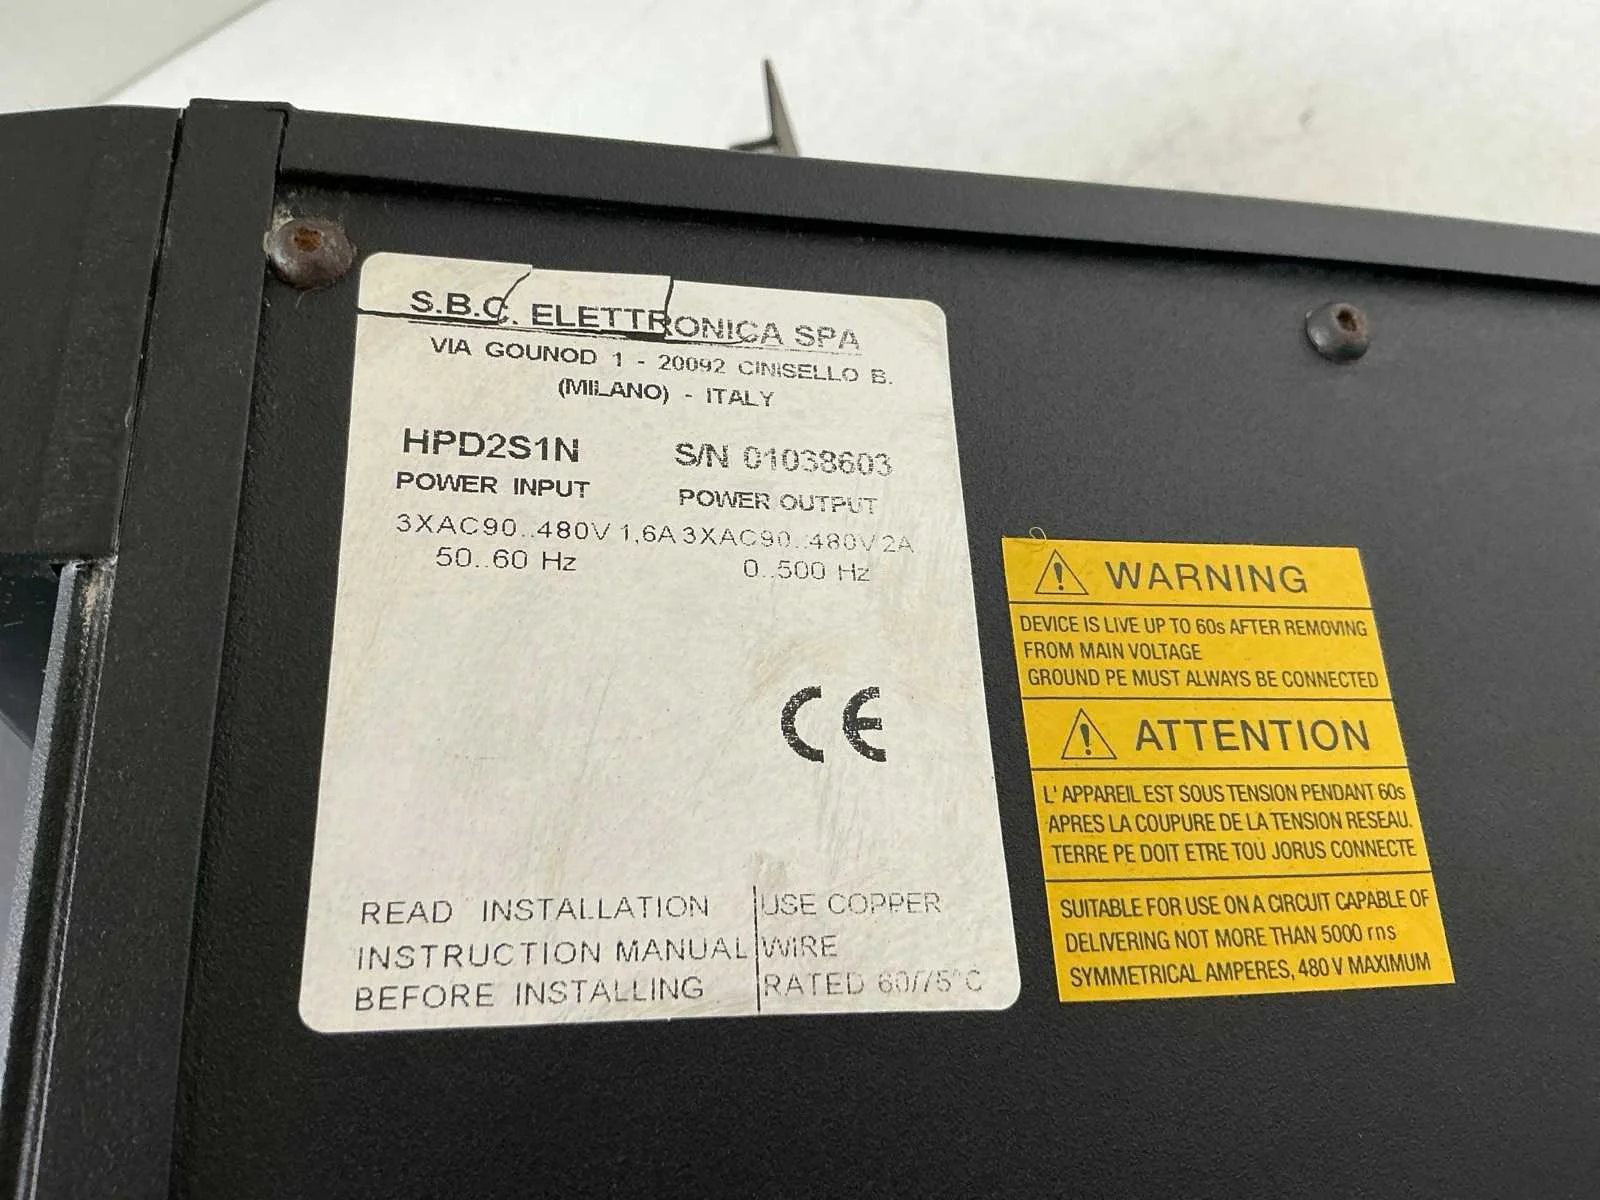 S.B.C. ELETTRONICA SPA
VIA GOUNOD 1 - 20092 CINISELLO B.
(MILANO) - ITALY
HPD2S1N S/N 01038603
POWER INPUT POWER OUTPUT
3XAC90..480V 1,6A 3XAC90..480V 2A
50..60 Hz 0..500 Hz
CE
READ INSTALLATION USE COPPER
INSTRUCTION MANUAL WIRE
BEFORE INSTALLING RATED 60/75°C
WARNING
DEVICE IS LIVE UP TO 60s AFTER REMOVING
FROM MAIN VOLTAGE
GROUND PE MUST ALWAYS BE CONNECTED
ATTENTION
L' APPAREIL EST SOUS TENSION PENDANT 60s
APRES LA COUPURE DE LA TENSION RESEAU.
TERRE PE DOIT ETRE TOU JORUS CONNECTE
SUITABLE FOR USE ON A CIRCUIT CAPABLE OF
DELIVERING NOT MORE THAN 5000 rns
SYMMETRICAL AMPERES, 480 V MAXIMUM